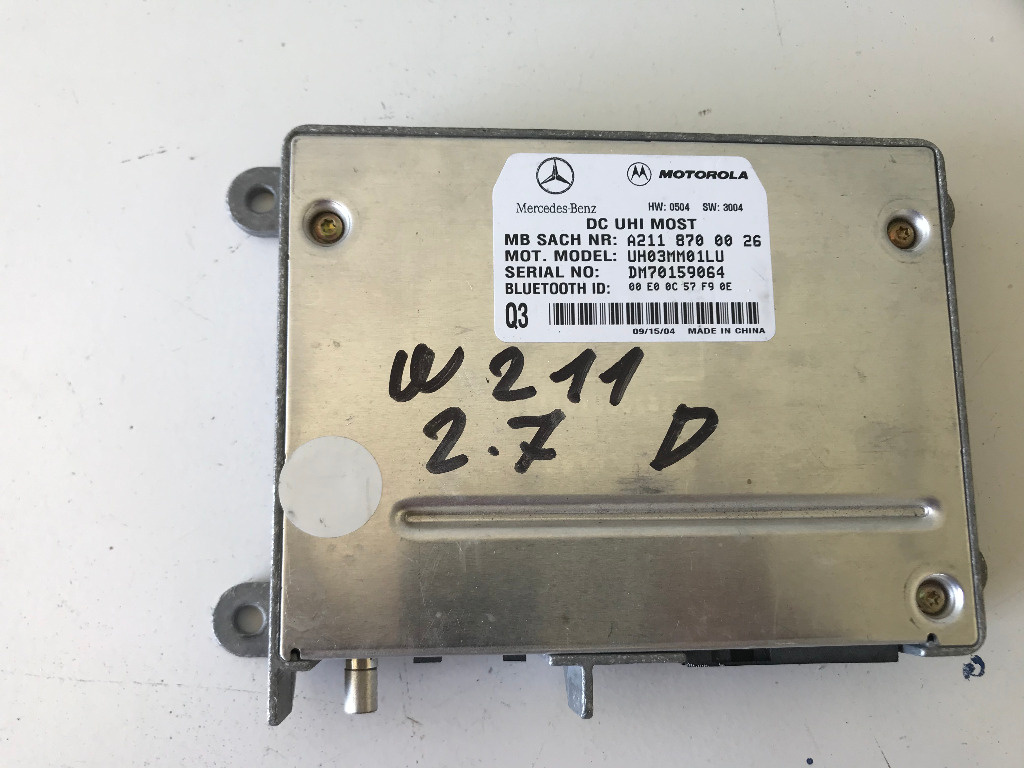 MOTOROLA
Mercedes-Benz HW: 0504 SW: 3004
DC UHI MOST
MB SACH NR: A211 870 00 26
MOT. MODEL: UH03MM01LU
SERIAL NO: DM70159064
BLUETOOTH ID: 00 E0 0C 57 F9 0E
Q3
09/15/04 MADE IN CHINA
W 211
2.7 D